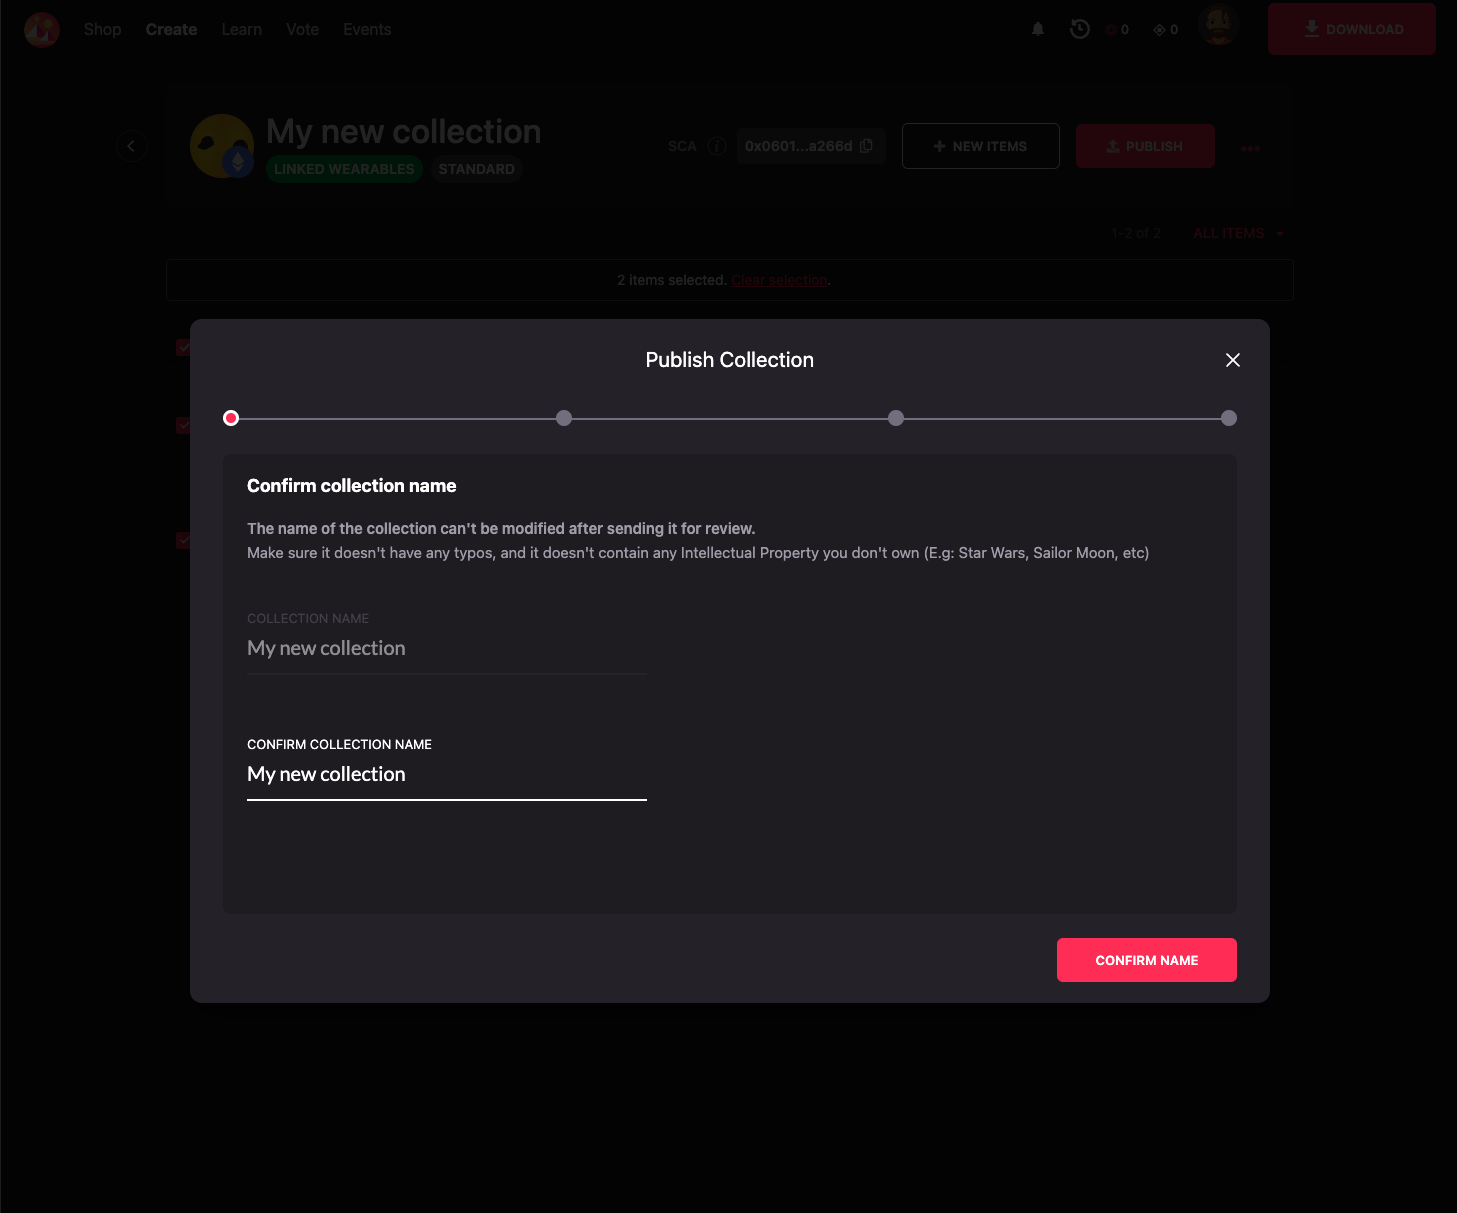 Shop Create Learn Vote Events 0 0 DOWNLOAD
My new collection
LINKED WEARABLES STANDARD
SCA 0x0601...a266d NEW ITEMS PUBLISH
1-2 of 2 ALL ITEMS
2 items selected. Clear selection.
Publish Collection
Confirm collection name
The name of the collection can't be modified after sending it for review.
Make sure it doesn't have any typos, and it doesn't contain any Intellectual Property you don't own (E.g: Star Wars, Sailor Moon, etc)
COLLECTION NAME
My new collection
CONFIRM COLLECTION NAME
My new collection
CONFIRM NAME